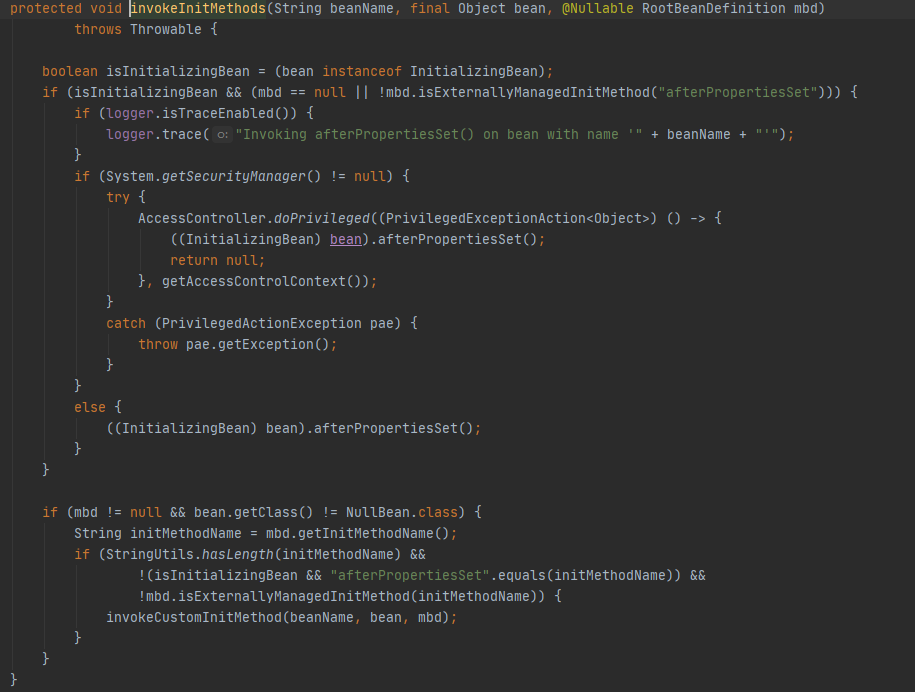 protected void invokeInitMethods(String beanName, final Object bean, @Nullable RootBeanDefinition mbd)
        throws Throwable {

    boolean isInitializingBean = (bean instanceof InitializingBean);
    if (isInitializingBean && (mbd == null || !mbd.isExternallyManagedInitMethod("afterPropertiesSet"))) {
        if (logger.isTraceEnabled()) {
            logger.trace( o: "Invoking afterPropertiesSet() on bean with name '" + beanName + "'");
        }
        if (System.getSecurityManager() != null) {
            try {
                AccessController.doPrivileged((PrivilegedExceptionAction<Object>) () -> {
                    ((InitializingBean) bean).afterPropertiesSet();
                    return null;
                }, getAccessControlContext());
            }
            catch (PrivilegedActionException pae) {
                throw pae.getException();
            }
        }
        else {
            ((InitializingBean) bean).afterPropertiesSet();
        }
    }

    if (mbd != null && bean.getClass() != NullBean.class) {
        String initMethodName = mbd.getInitMethodName();
        if (StringUtils.hasLength(initMethodName) &&
                !(isInitializingBean && "afterPropertiesSet".equals(initMethodName)) &&
                !mbd.isExternallyManagedInitMethod(initMethodName)) {
            invokeCustomInitMethod(beanName, bean, mbd);
        }
    }
}